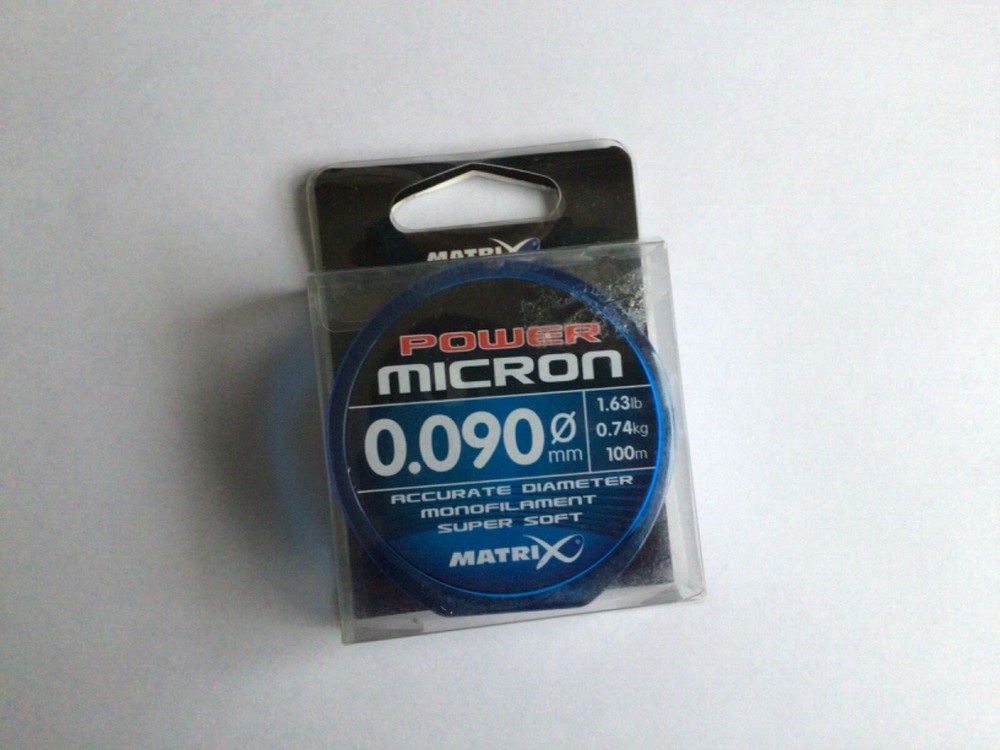 MATRIX
POWER
MICRON
0.090 Ø mm
1.63lb
0.74kg
100m
ACCURATE DIAMETER
MONOFILAMENT
SUPER SOFT
MATRIX